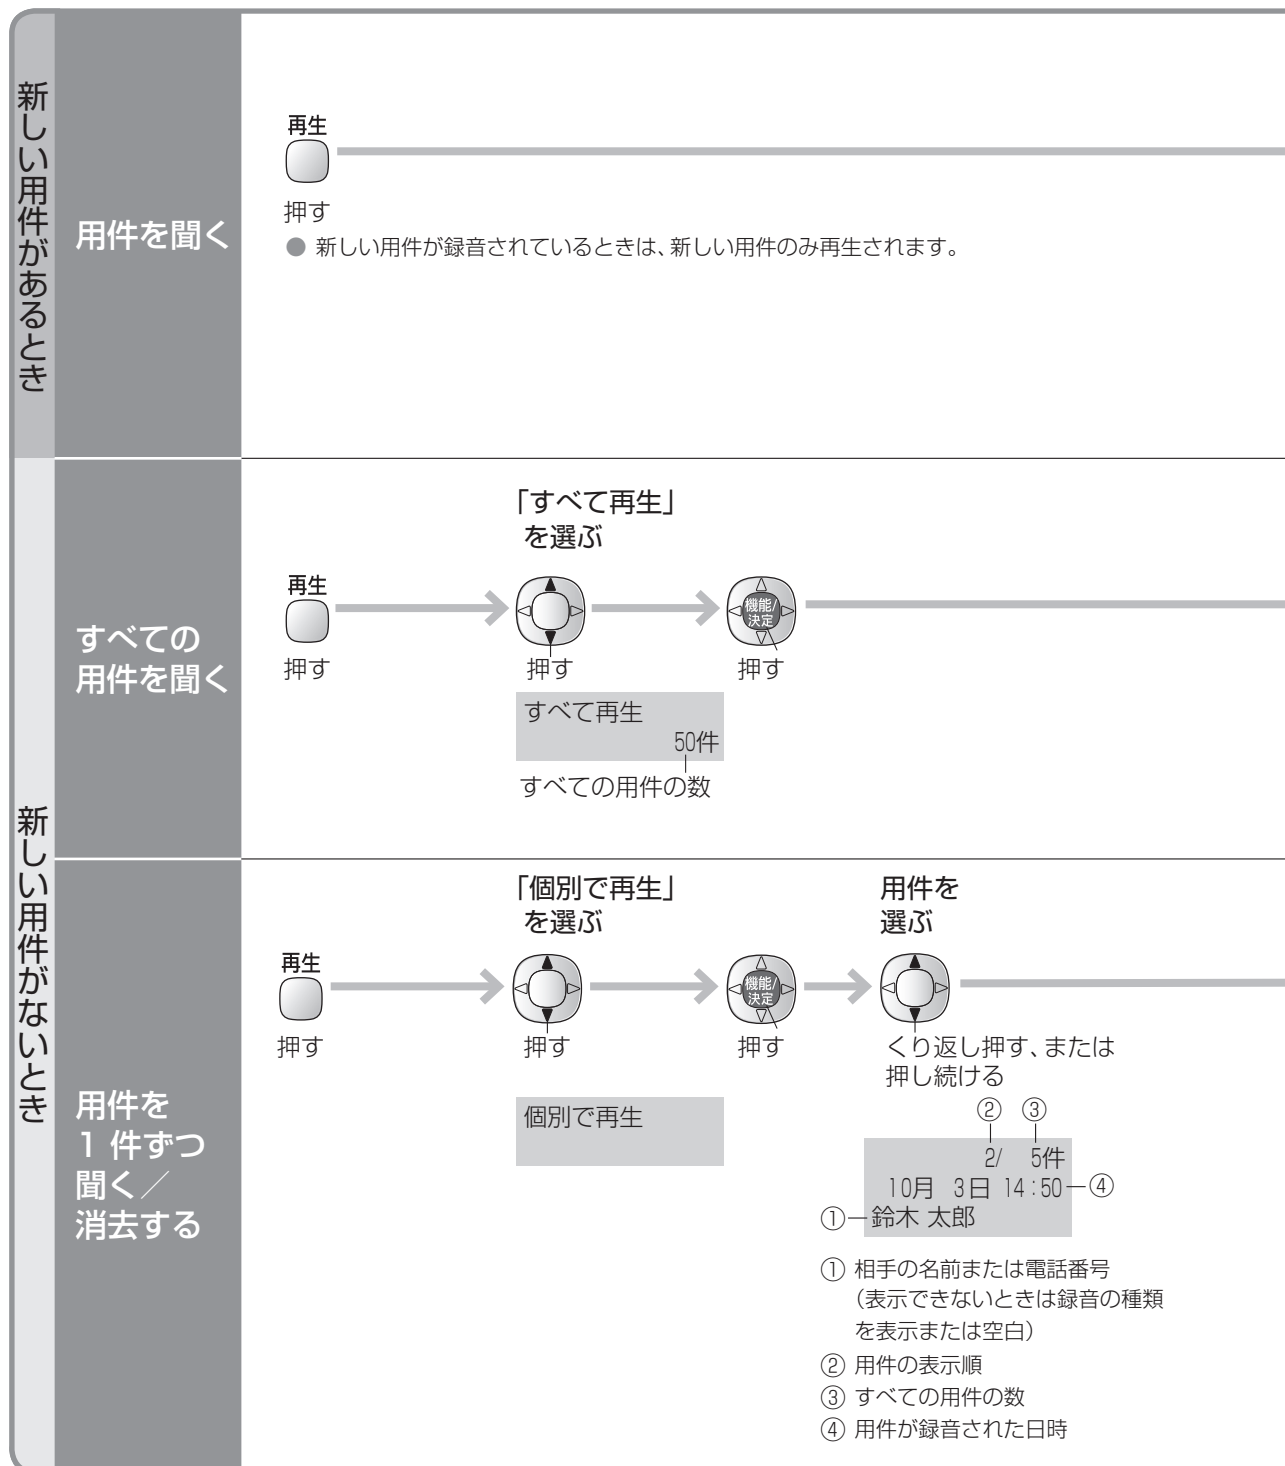 新しい用件があるとき
用件を聞く
再生
押す
● 新しい用件が録音されているときは、新しい用件のみ再生されます。
新しい用件がないとき
すべての
用件を聞く
「すべて再生」
を選ぶ
再生
機能/
決定
押す
押す
押す
すべて再生
50件
すべての用件の数
用件を
1 件ずつ
聞く／
消去する
「個別で再生」
を選ぶ
用件を
選ぶ
再生
機能/
決定
押す
押す
押す
くり返し押す、または
押し続ける
個別で再生
② ③
2/ 5件
10月 3日 14:50 ④
① 鈴木 太郎
① 相手の名前または電話番号
（表示できないときは録音の種類
を表示または空白）
② 用件の表示順
③ すべての用件の数
④ 用件が録音された日時